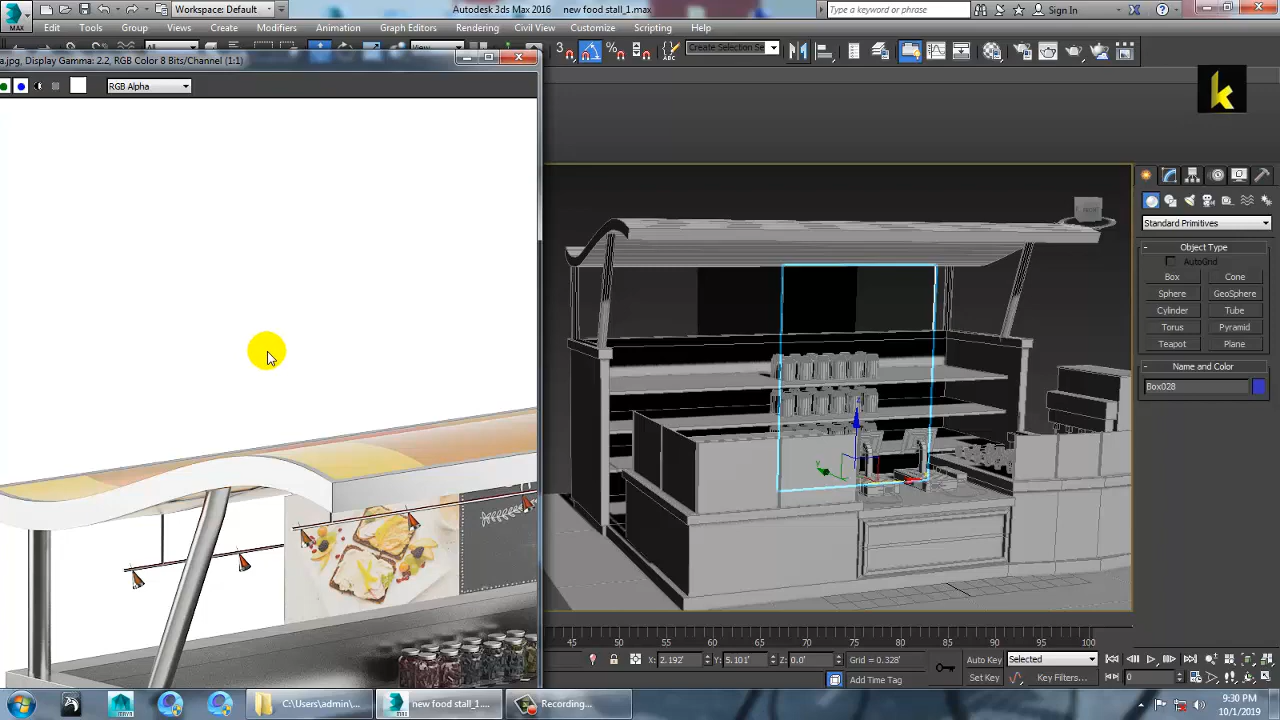 Workspace: Default
Autodesk 3ds Max 2016
new food stall_1.max
Type a keyword or phrase
Sign In
MAX
Edit
Tools
Group
Views
Create
Modifiers
Animation
Graph Editors
Rendering
Civil View
Customize
Scripting
Help
Create Selection Se
a.jpg, Display Gamma: 2.2, RGB Color 8 Bits/Channel (1:1)
RGB Alpha
k
Standard Primitives
Object Type
AutoGrid
Box
Cone
Sphere
GeoSphere
Cylinder
Tube
Torus
Pyramid
Teapot
Plane
Name and Color
Box028
45 50 55 60 65 70 75 80 85 90 95 100
X: 2.192'
Y: 5.101'
Z: 0.0'
Grid = 0.328'
Add Time Tag
Auto Key
Selected
Set Key
Key Filters...
0
C:\Users\admin\...
new food stall_1....
Recording...
9:30 PM
10/1/2019